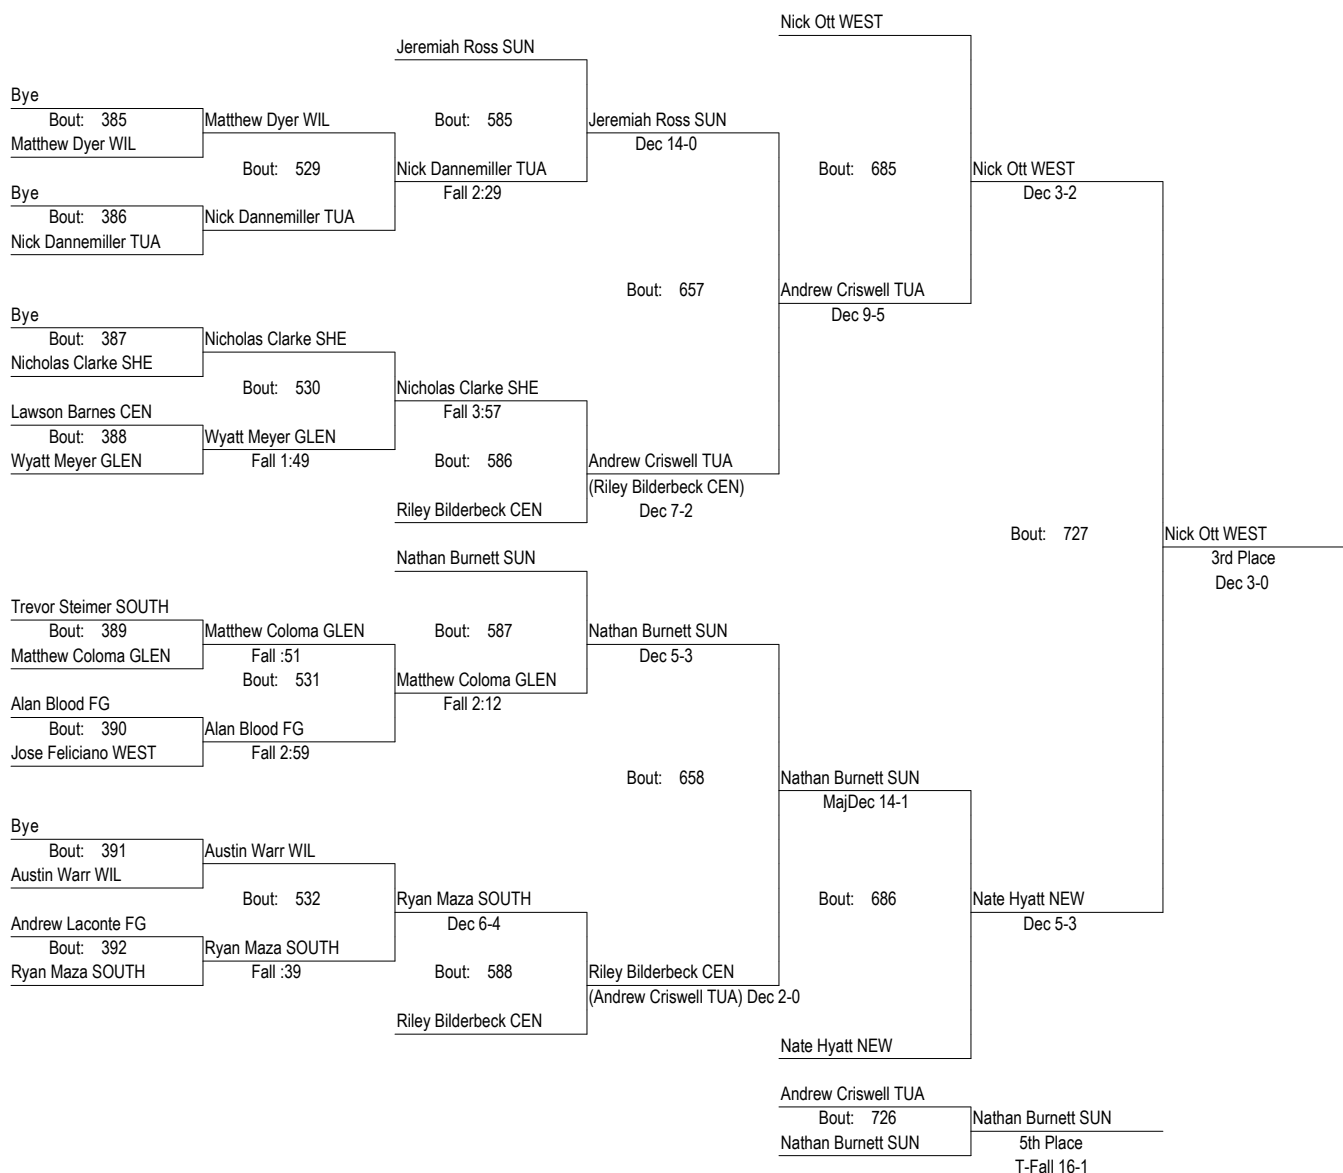 Nick Ott WEST
Jeremiah Ross SUN
Bye
Bout: 385
Matthew Dyer WIL
Matthew Dyer WIL
Bout: 585
Jeremiah Ross SUN
Dec 14-0
Bout: 529
Nick Dannemiller TUA
Fall 2:29
Bout: 685
Nick Ott WEST
Dec 3-2
Bye
Bout: 386
Nick Dannemiller TUA
Nick Dannemiller TUA
Bout: 657
Andrew Criswell TUA
Dec 9-5
Bye
Bout: 387
Nicholas Clarke SHE
Nicholas Clarke SHE
Bout: 530
Nicholas Clarke SHE
Fall 3:57
Lawson Barnes CEN
Bout: 388
Wyatt Meyer GLEN
Wyatt Meyer GLEN
Fall 1:49
Bout: 586
Andrew Criswell TUA
(Riley Bilderbeck CEN)
Dec 7-2
Riley Bilderbeck CEN
Bout: 727
Nick Ott WEST
3rd Place
Dec 3-0
Nathan Burnett SUN
Trevor Steimer SOUTH
Bout: 389
Matthew Coloma GLEN
Matthew Coloma GLEN
Fall :51
Bout: 587
Nathan Burnett SUN
Dec 5-3
Bout: 531
Matthew Coloma GLEN
Fall 2:12
Alan Blood FG
Bout: 390
Jose Feliciano WEST
Alan Blood FG
Fall 2:59
Bout: 658
Nathan Burnett SUN
MajDec 14-1
Bye
Bout: 391
Austin Warr WIL
Austin Warr WIL
Bout: 532
Ryan Maza SOUTH
Dec 6-4
Bout: 686
Nate Hyatt NEW
Dec 5-3
Andrew Laconte FG
Bout: 392
Ryan Maza SOUTH
Ryan Maza SOUTH
Fall :39
Bout: 588
Riley Bilderbeck CEN
(Andrew Criswell TUA) Dec 2-0
Riley Bilderbeck CEN
Nate Hyatt NEW
Andrew Criswell TUA
Bout: 726
Nathan Burnett SUN
Nathan Burnett SUN
5th Place
T-Fall 16-1